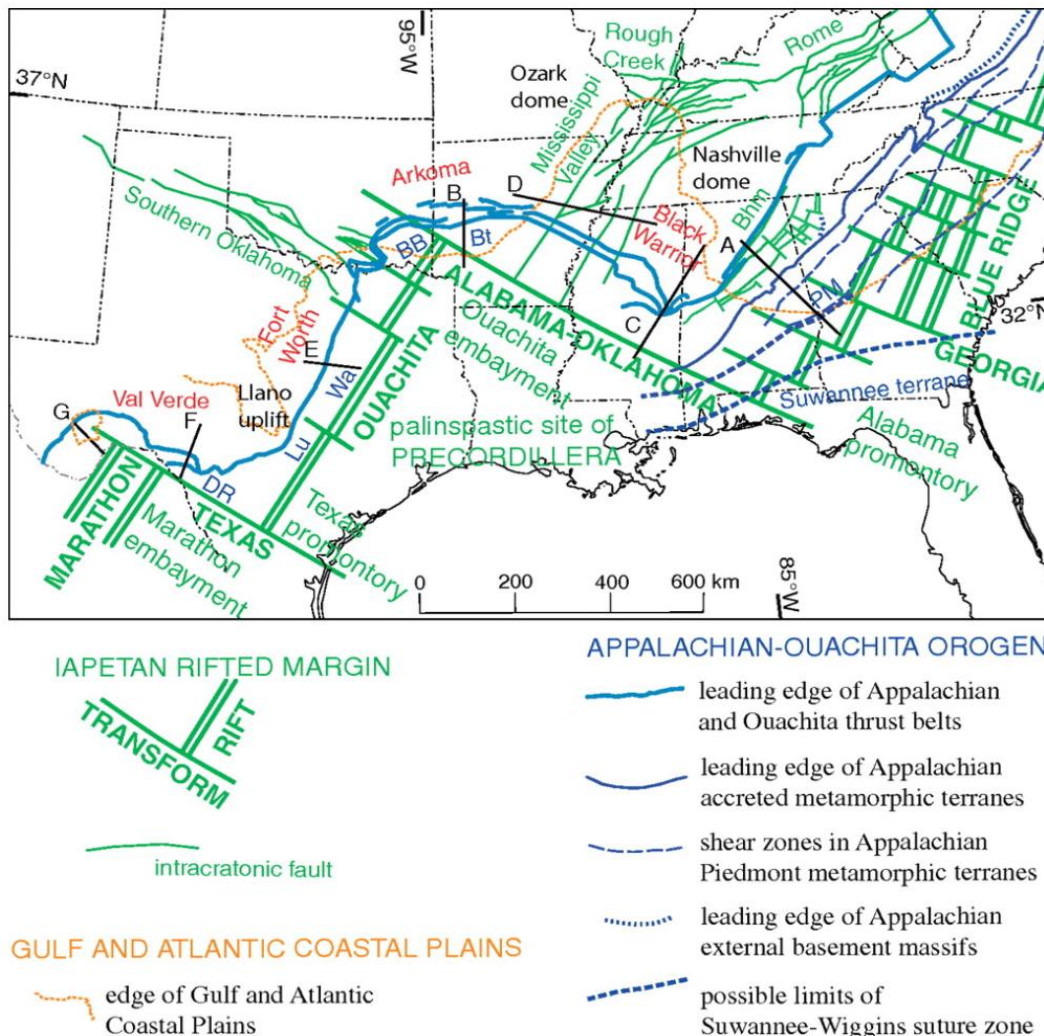 95°W
Rough
Creek
Rome
37°N
Ozark
dome
Mississippi
Valley
Nashville
dome
Arkoma
B
D
Southern Oklahoma
BB
Bt
Black
Warrior
Bhm
A
BLUE RIDGE
PM
C
32°N
ALABAMA-OKLAHOMA
Ouachita
embayment
GEORGIA
Fort
Worth
E
Wa
OUACHITA
Suwannee terrane
Llano
uplift
Val Verde
G
F
palinspastic site of
PRECORDILLERA
Alabama
promontory
Lu
DR
MARATHON
TEXAS
Texas
promontory
Marathon
embayment
0 200 400 600 km
85°W
IAPETAN RIFTED MARGIN
TRANSFORM
RIFT
intracratonic fault
GULF AND ATLANTIC COASTAL PLAINS
edge of Gulf and Atlantic
Coastal Plains
APPALACHIAN-OUACHITA OROGEN
leading edge of Appalachian
and Ouachita thrust belts
leading edge of Appalachian
accreted metamorphic terranes
shear zones in Appalachian
Piedmont metamorphic terranes
leading edge of Appalachian
external basement massifs
possible limits of
Suwannee-Wiggins suture zone